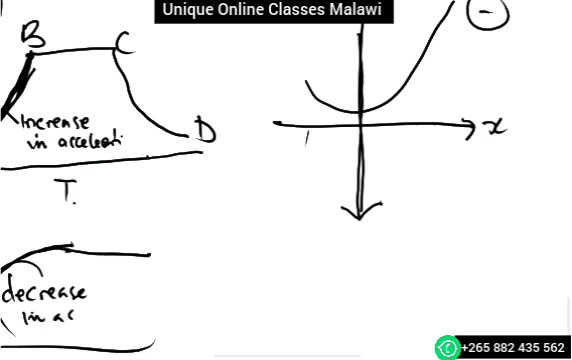 Unique Online Classes Malawi
B
C
D
Increase
in accelerati
T.
x
decrease
in ac
+265 882 435 562